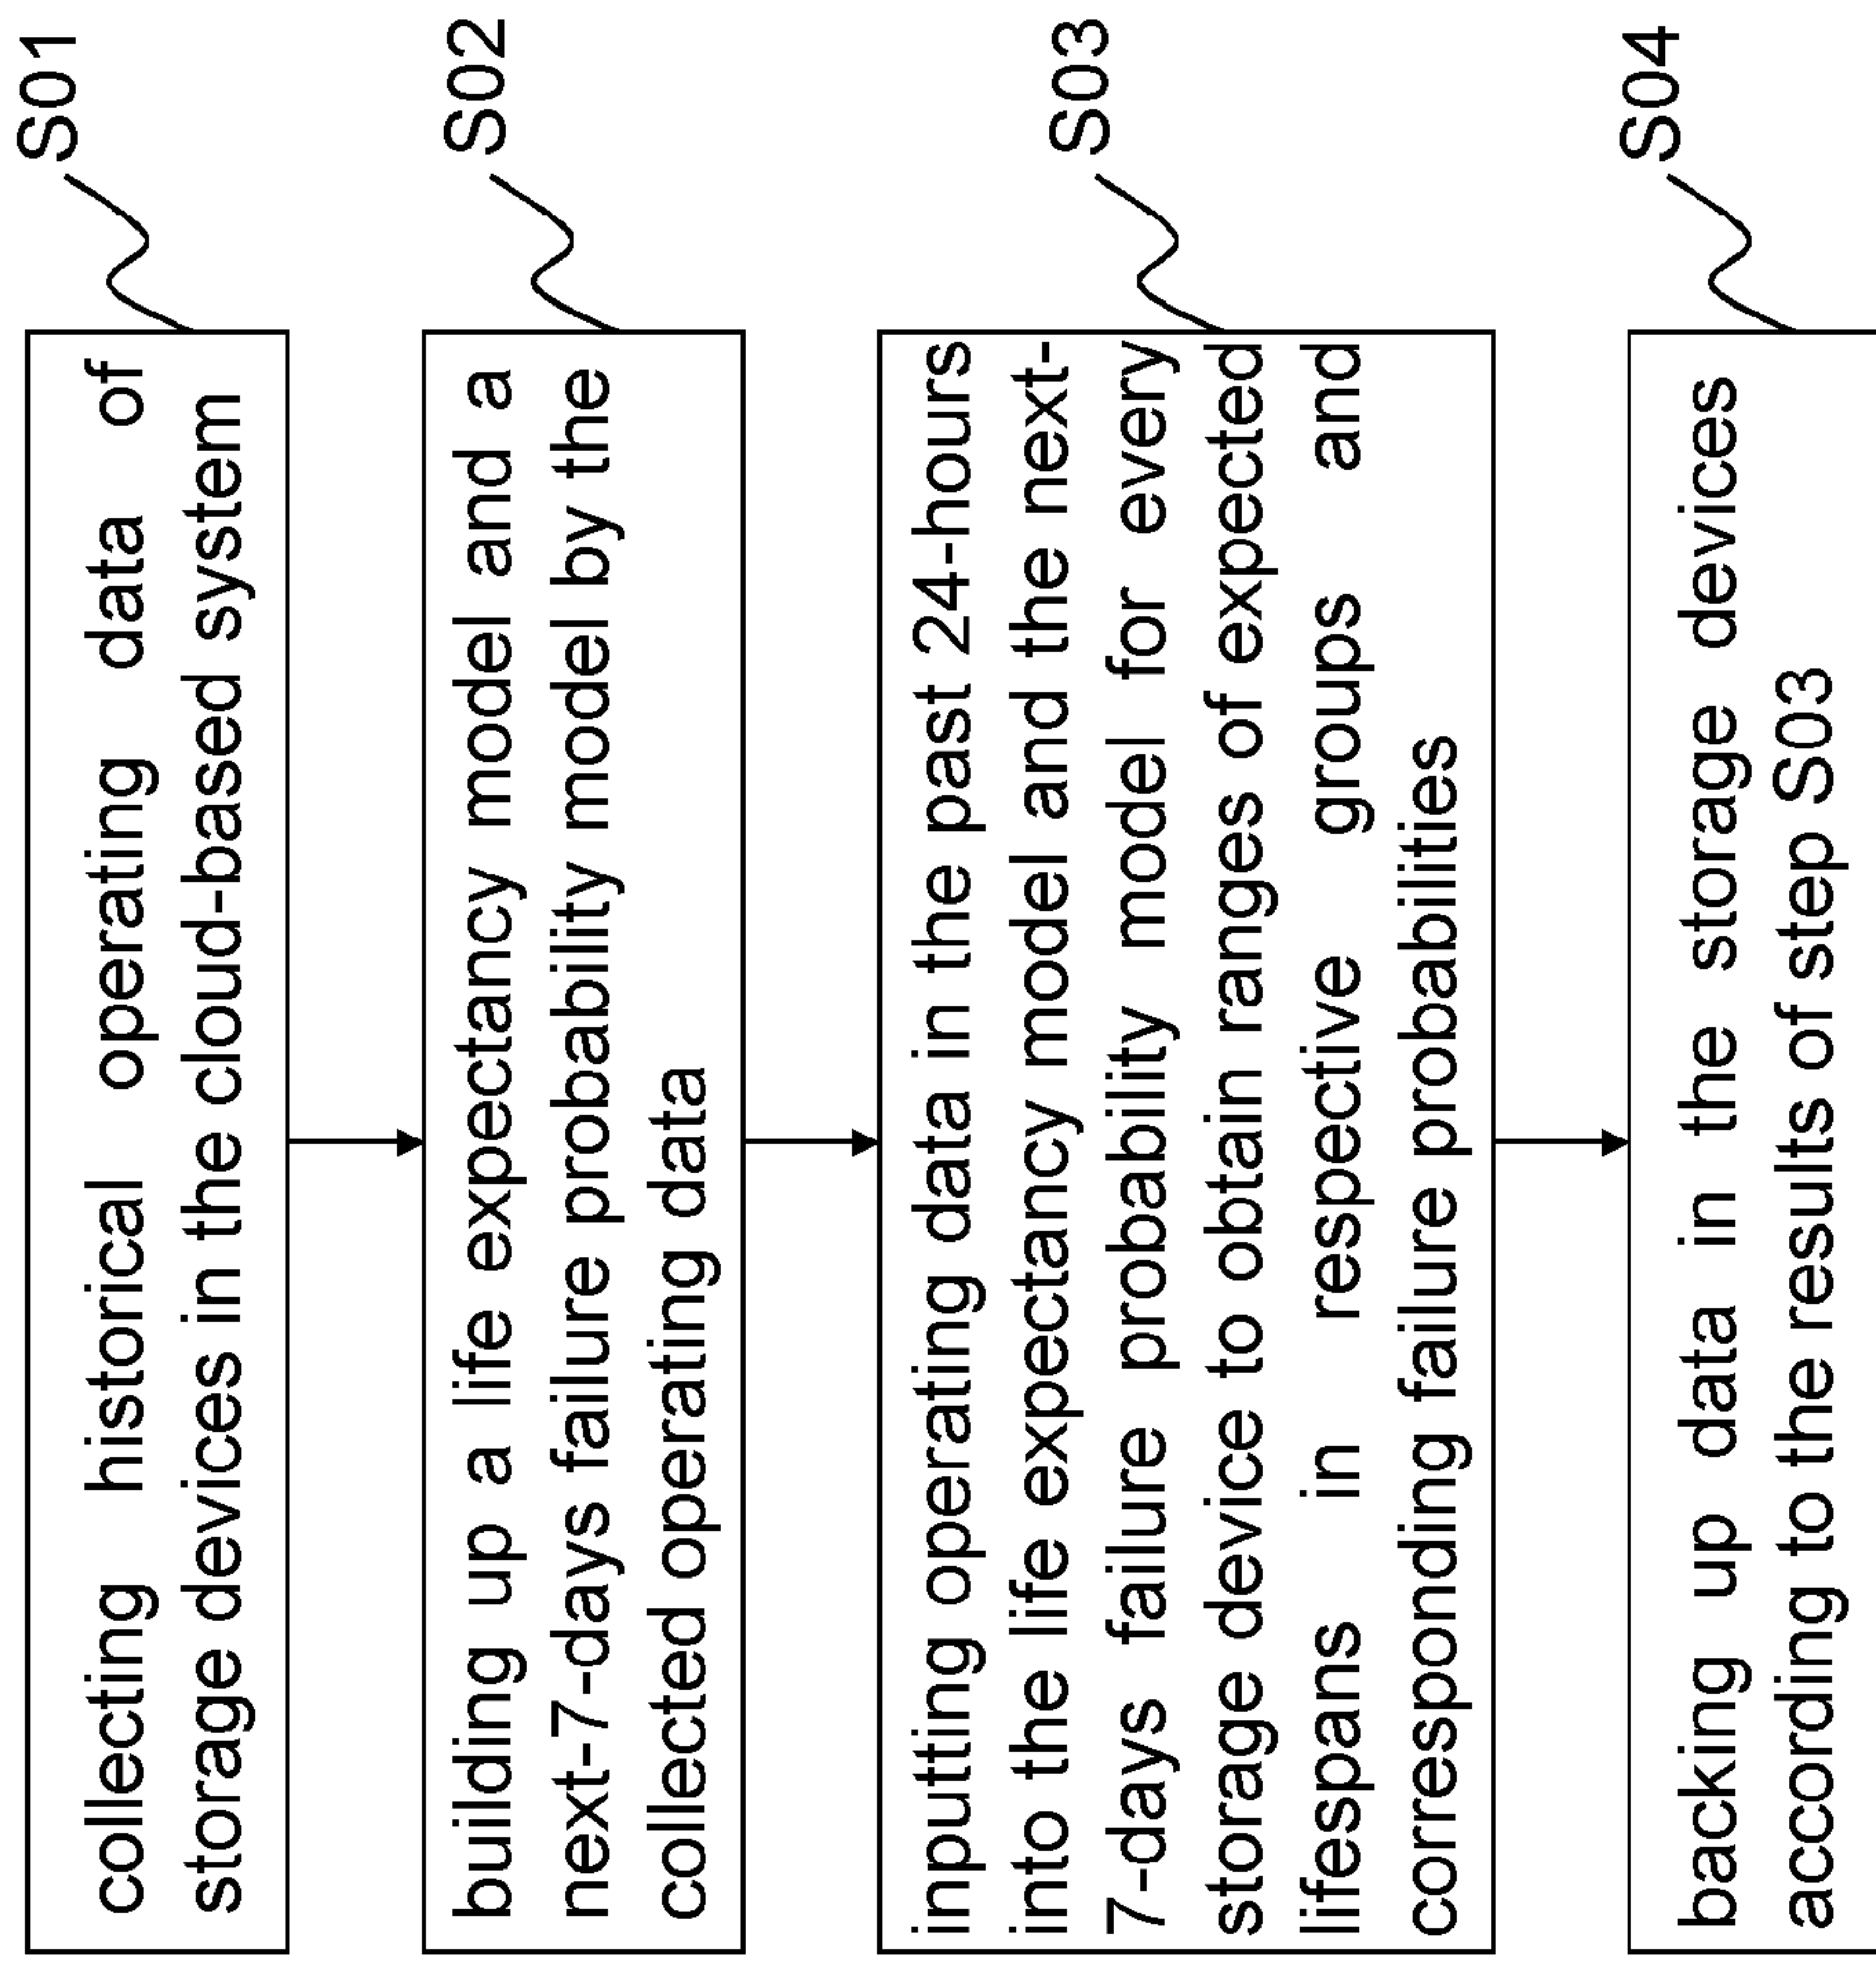 collecting historical operating data of
storage devices in the cloud-based system
S01
building up a life expectancy model and a
next-7-days failure probability model by the
collected operating data
S02
inputting operating data in the past 24-hours
into the life expectancy model and the next-
7-days failure probability model for every
storage device to obtain ranges of expected
lifespans in respective groups and
corresponding failure probabilities
S03
backing up data in the storage devices
according to the results of step S03
S04